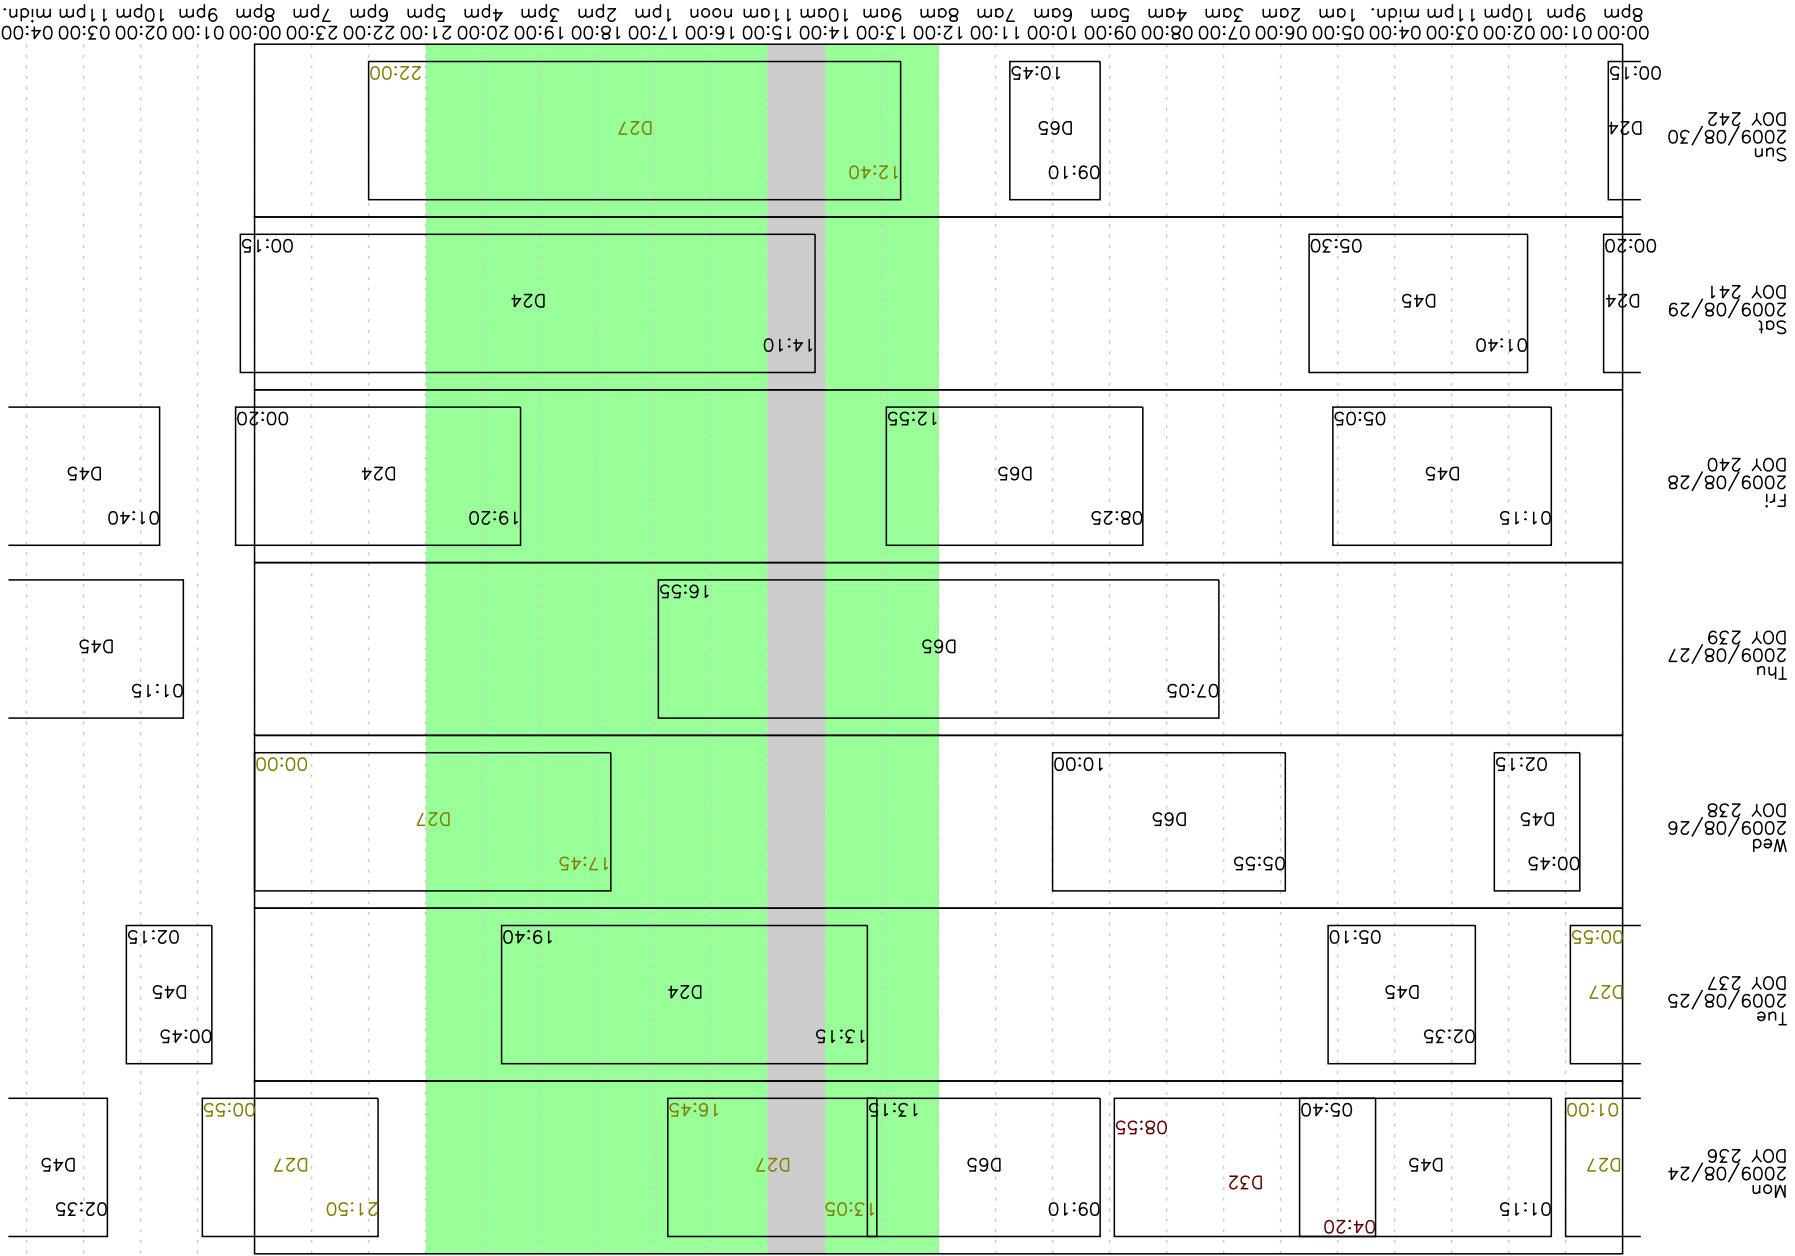 04:20
01:15 09:10 13:05 21:50 02:35
Mon
D32
2009/08/24
D27 D45 D65 D27 D27 D45
DOY 236
08:55
01:00 05:40 13:15 16:45 00:55
02:35 13:15 00:45
Tue
2009/08/25
D27 D45 D24 D45
DOY 237
00:55 05:10 19:40 02:15
00:45 05:55 17:45
Wed
2009/08/26
D45 D65 D27
DOY 238
02:15 10:00 00:00
07:05 01:15
Thu
2009/08/27
D65 D45
DOY 239
16:55
01:15 08:25 19:20 01:40
Fri
2009/08/28
D45 D65 D24 D45
DOY 240
05:05 12:55 00:20
01:40 14:10
Sat
2009/08/29
D24 D45 D24
DOY 241
00:20 05:30 00:15
09:10 12:40
Sun
2009/08/30
D24 D65 D27
DOY 242
00:15 10:45 22:00
00:00 01:00 02:00 03:00 04:00 05:00 06:00 07:00 08:00 09:00 10:00 11:00 12:00 13:00 14:00 15:00 16:00 17:00 18:00 19:00 20:00 21:00 22:00 23:00 00:00 01:00 02:00 03:00 04:00
8pm 9pm 10pm 11pm midn. 1am 2am 3am 4am 5am 6am 7am 8am 9am 10am 11am noon 1pm 2pm 3pm 4pm 5pm 6pm 7pm 8pm 9pm 10pm 11pm midn.